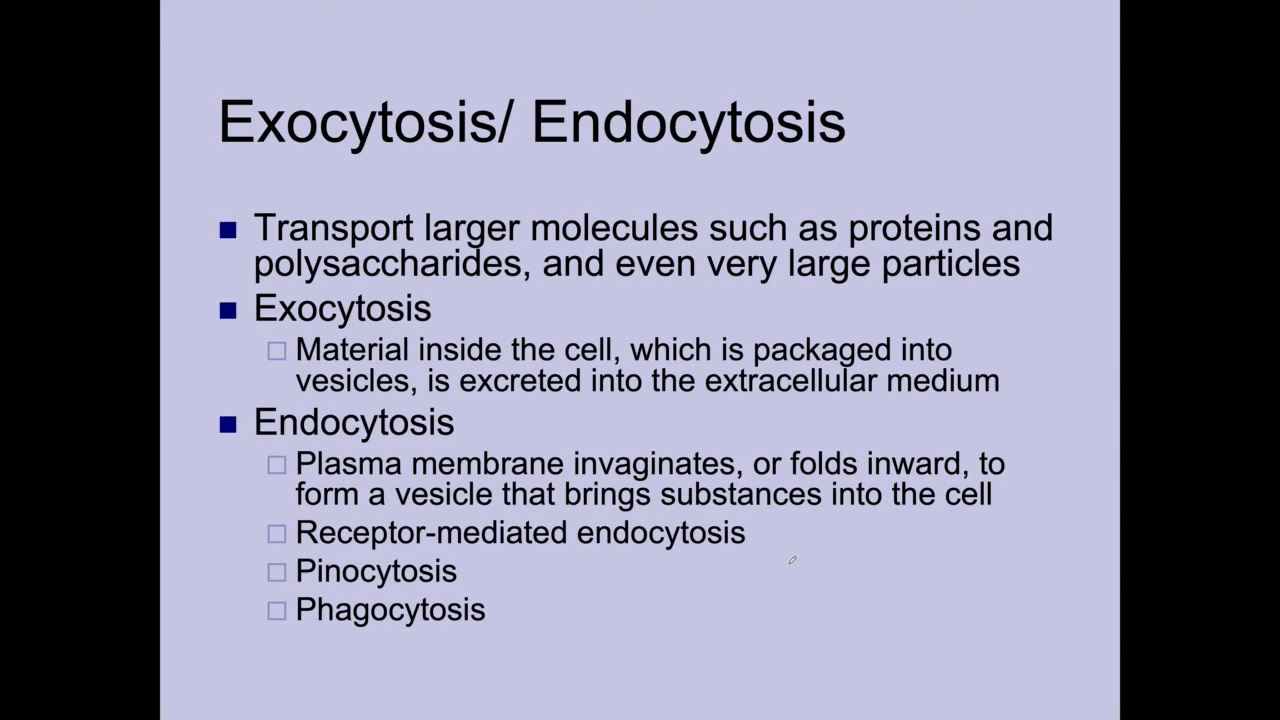 Exocytosis/ Endocytosis
Transport larger molecules such as proteins and
polysaccharides, and even very large particles
Exocytosis
Material inside the cell, which is packaged into
vesicles, is excreted into the extracellular medium
Endocytosis
Plasma membrane invaginates, or folds inward, to
form a vesicle that brings substances into the cell
Receptor-mediated endocytosis
Pinocytosis
Phagocytosis